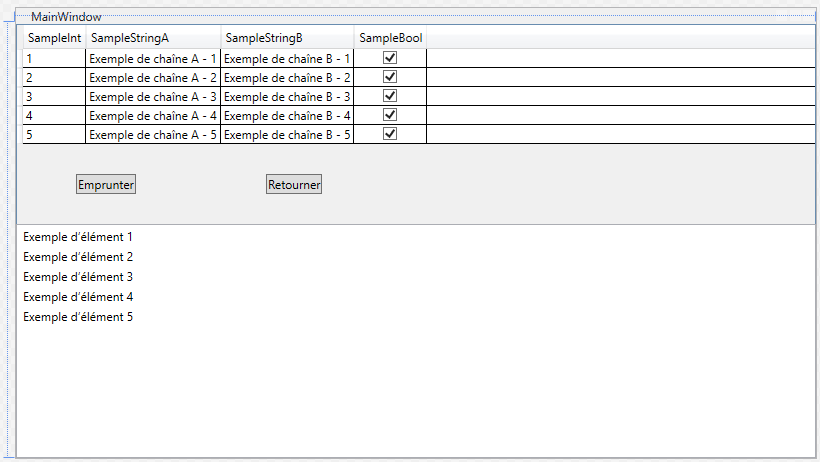 MainWindow
SampleInt SampleStringA SampleStringB SampleBool
1 Exemple de chaîne A - 1 Exemple de chaîne B - 1
2 Exemple de chaîne A - 2 Exemple de chaîne B - 2
3 Exemple de chaîne A - 3 Exemple de chaîne B - 3
4 Exemple de chaîne A - 4 Exemple de chaîne B - 4
5 Exemple de chaîne A - 5 Exemple de chaîne B - 5
Emprunter Retourner
Exemple d’élément 1
Exemple d’élément 2
Exemple d’élément 3
Exemple d’élément 4
Exemple d’élément 5